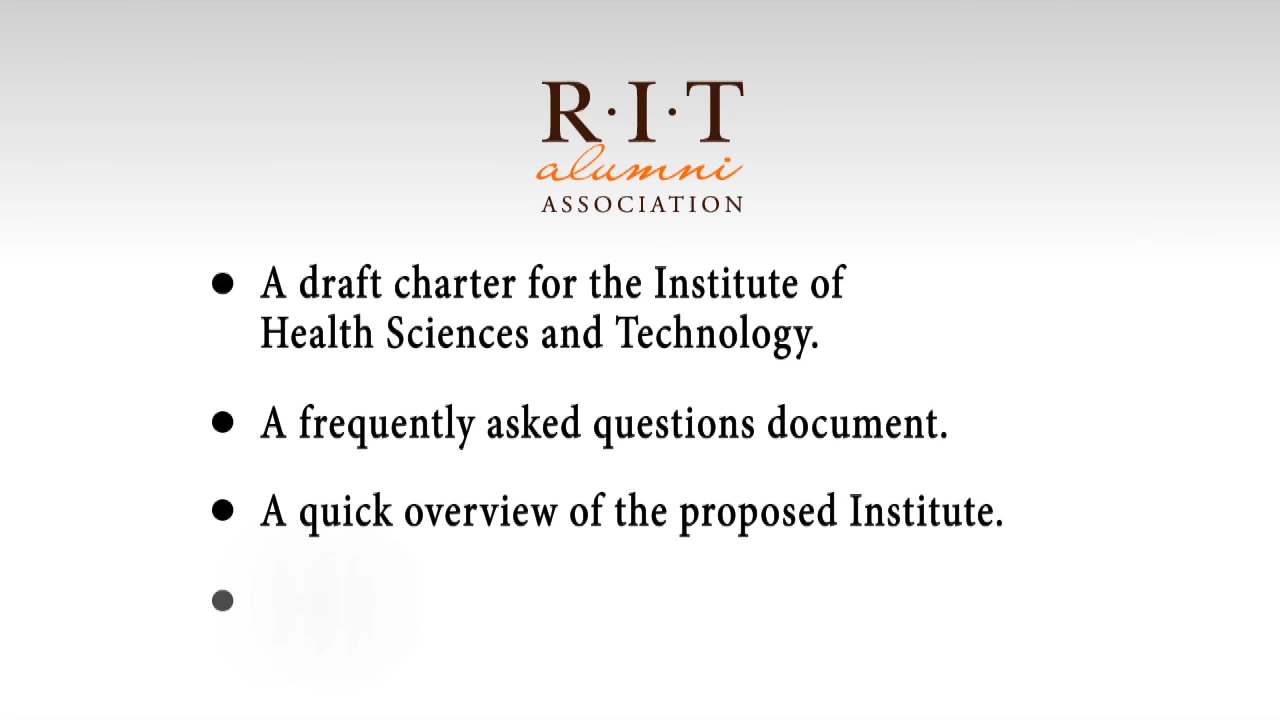 R·I·T
alumni
ASSOCIATION
● A draft charter for the Institute of
Health Sciences and Technology.
● A frequently asked questions document.
● A quick overview of the proposed Institute.
●